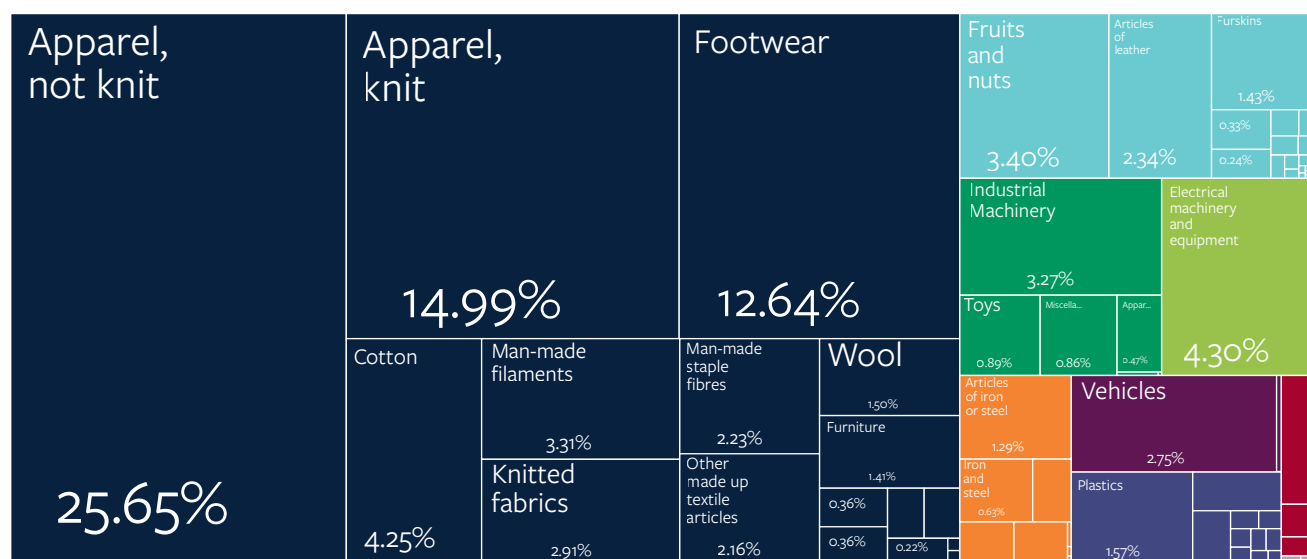 Apparel,
not knit
25.65%
Apparel,
knit
14.99%
Footwear
12.64%
Cotton
4.25%
Man-made
filaments
3.31%
Knitted
fabrics
2.91%
Man-made
staple
fibres
2.23%
Other
made up
textile
articles
2.16%
Wool
1.50%
Furniture
1.41%
0.36%
0.36%
0.22%
Fruits
and
nuts
3.40%
Articles
of
leather
2.34%
Furskins
1.43%
0.33%
0.24%
Industrial
Machinery
3.27%
Toys
0.89%
Miscella...
0.86%
Appar...
0.47%
Electrical
machinery
and
equipment
4.30%
Articles
of iron
or steel
1.29%
Iron
and
steel
0.63%
Vehicles
2.75%
Plastics
1.57%